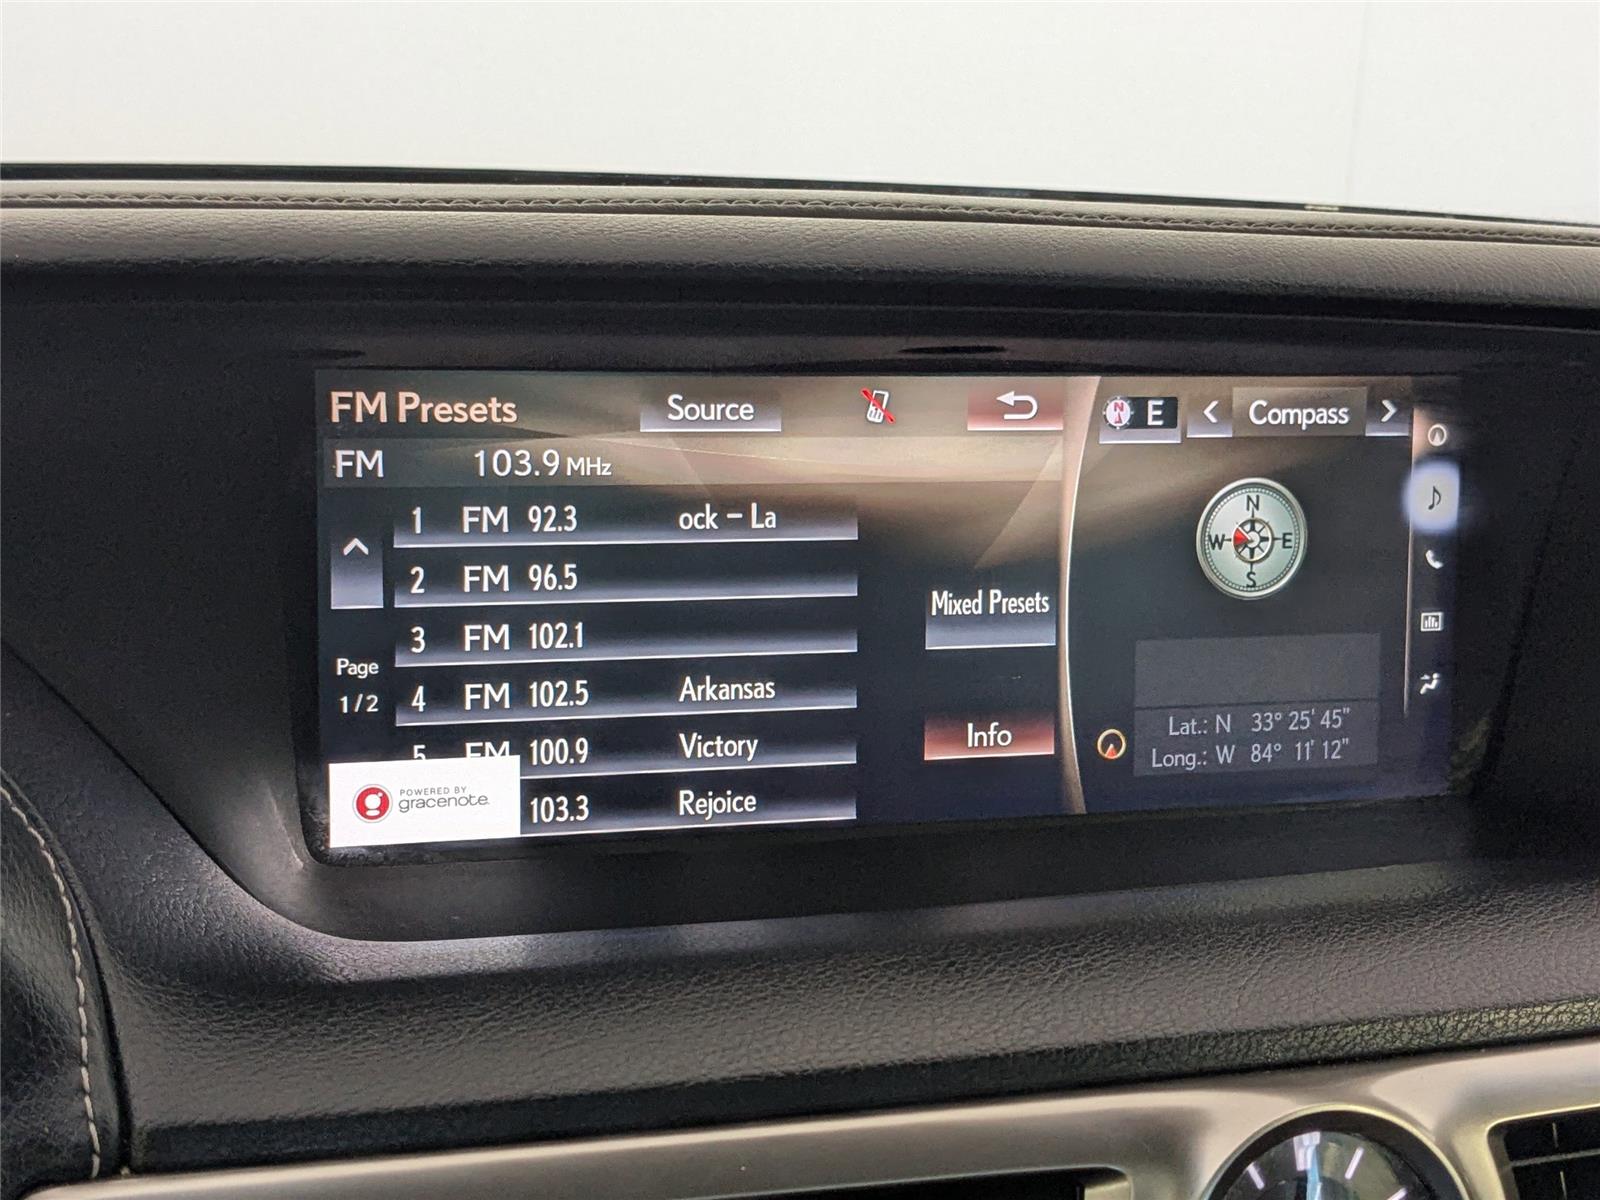 FM Presets Source
N E < Compass >
FM 103.9 MHz
1 FM 92.3 ock – La
2 FM 96.5
3 FM 102.1
4 FM 102.5 Arkansas
5 FM 100.9 Victory
103.3 Rejoice
Page
1/2
POWERED BY
gracenote.
Mixed Presets
Info
N
W E
S
Lat.: N 33° 25' 45"
Long.: W 84° 11' 12"